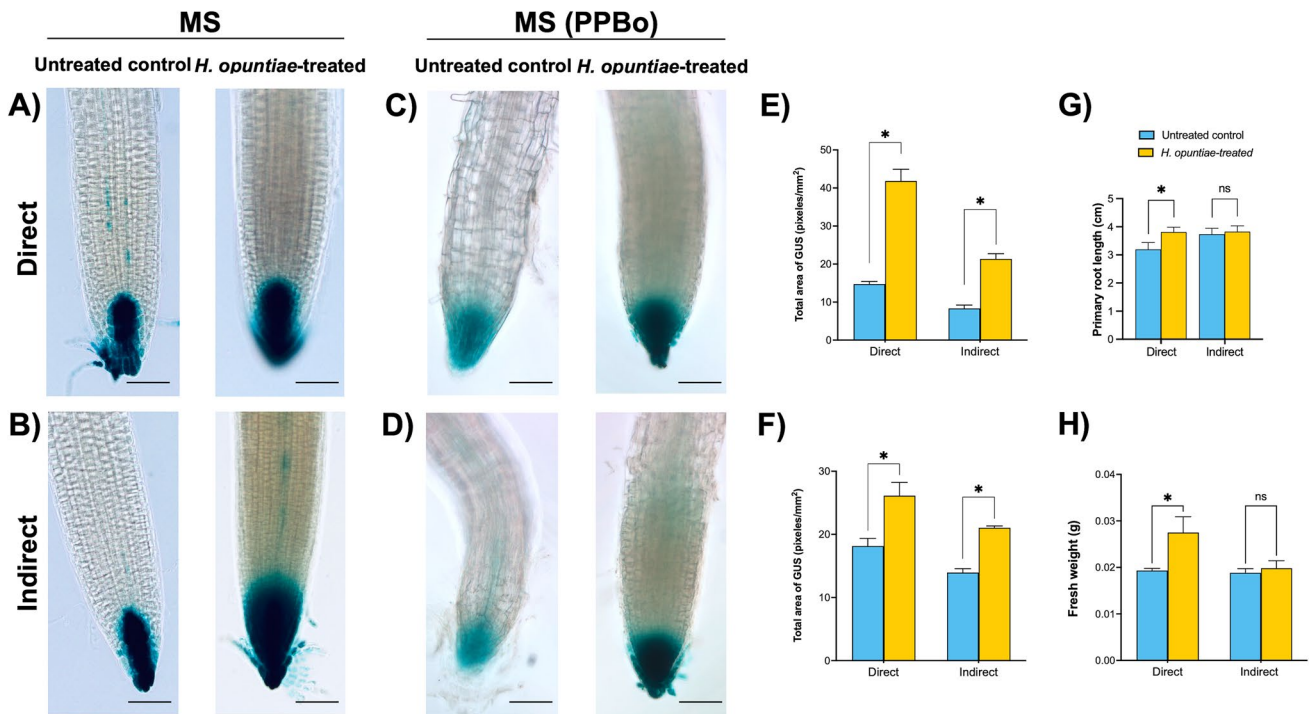 MS
MS (PPBo)
Untreated control H. opuntiae-treated
Untreated control H. opuntiae-treated
Direct
Indirect
A)
B)
C)
D)
E)
Total area of GUS (pixeles/mm²)
50
40
30
20
10
0
*
*
Direct
Indirect
F)
Total area of GUS (pixeles/mm²)
30
20
10
0
*
*
Direct
Indirect
G)
Untreated control
H. opuntiae-treated
Primary root length (cm)
5
4
3
2
1
0
*
ns
Direct
Indirect
H)
Fresh weight (g)
0.04
0.03
0.02
0.01
0.00
*
ns
Direct
Indirect